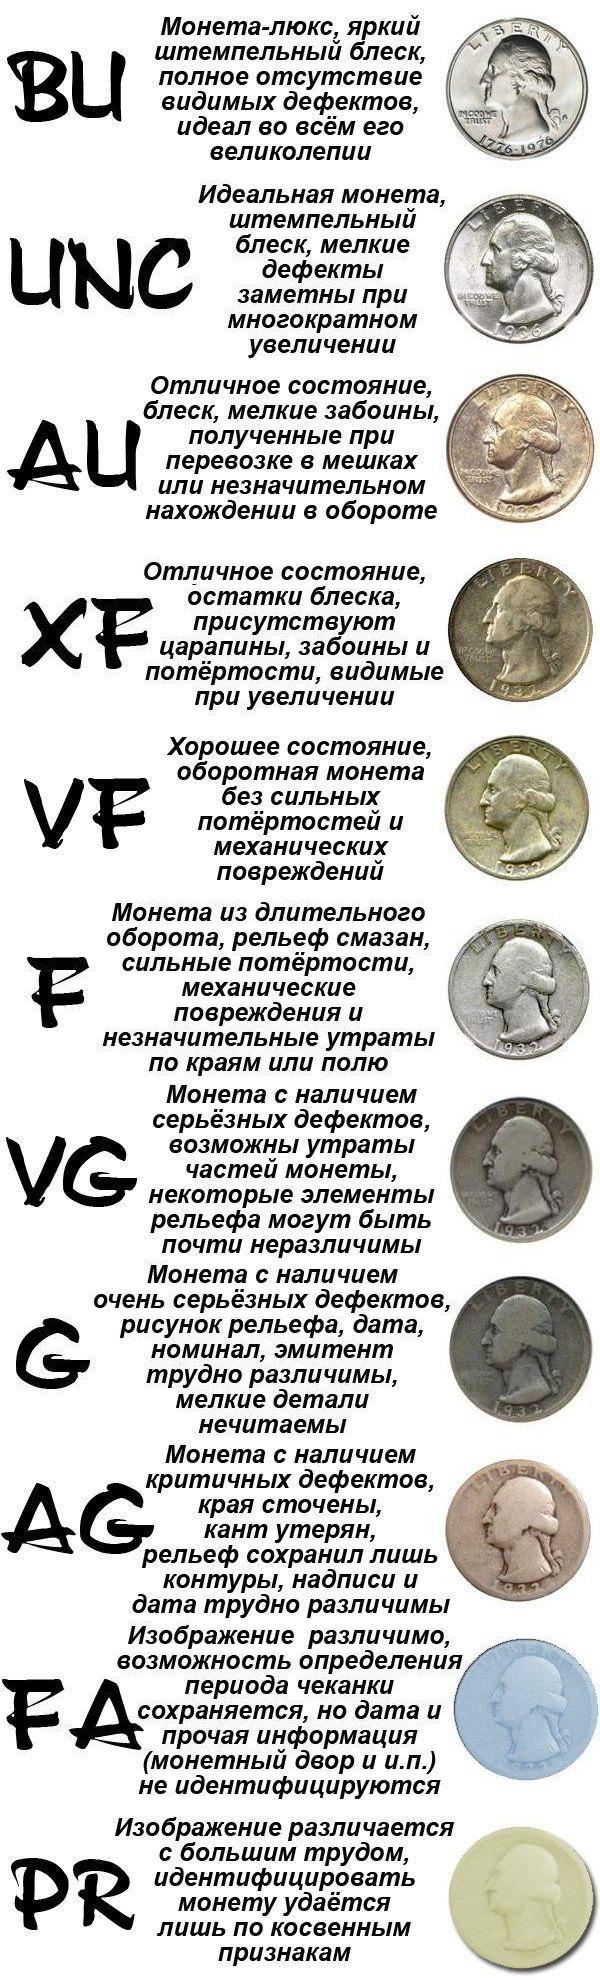 BU
Монета-люкс, яркий
штемпельный блеск,
полное отсутствие
видимых дефектов,
идеал во всём его
великолепии
LIBERTY
IN GOD WE
TRUST
1776-1976
UNC
Идеальная монета,
штемпельный
блеск, мелкие
дефекты
заметны при
многократном
увеличении
LIBERTY
IN GOD WE
TRUST
1936
AU
Отличное состояние,
блеск, мелкие забоины,
полученные при
перевозке в мешках
или незначительном
нахождении в обороте
LIBERTY
IN GOD WE
TRUST
1932
XF
Отличное состояние,
остатки блеска,
присутствуют
царапины, забоины и
потёртости, видимые
при увеличении
LIBERTY
IN GOD WE
TRUST
1932
VF
Хорошее состояние,
оборотная монета
без сильных
потёртостей и
механических
повреждений
LIBERTY
1932
F
Монета из длительного
оборота, рельеф смазан,
сильные потёртости,
механические
повреждения и
незначительные утраты
по краям или полю
LIBERTY
1932
VG
Монета с наличием
серьёзных дефектов,
возможны утраты
частей монеты,
некоторые элементы
рельефа могут быть
почти неразличимы
LIBERTY
1932
G
Монета с наличием
очень серьёзных дефектов,
рисунок рельефа, дата,
номинал, эмитент
трудно различимы,
мелкие детали
нечитаемы
LIBERTY
1932
AG
Монета с наличием
критичных дефектов,
края сточены,
кант утерян,
рельеф сохранил лишь
контуры, надписи и
дата трудно различимы
LIBERTY
1932
FA
Изображение различимо,
возможность определения
периода чеканки
сохраняется, но дата и
прочая информация
(монетный двор и и.п.)
не идентифицируются
PR
Изображение различается
с большим трудом,
идентифицировать
монету удаётся
лишь по косвенным
признакам